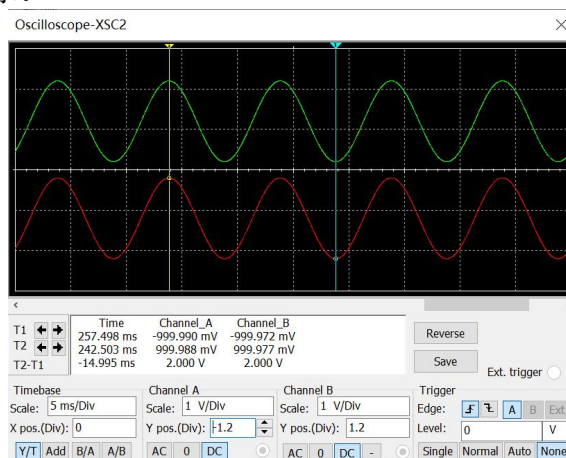 Oscilloscope-XSC2
Time Channel_A Channel_B
T1 257.498 ms -999.990 mV -999.972 mV
T2 242.503 ms 999.988 mV 999.977 mV
T2-T1 -14.995 ms 2.000 V 2.000 V
Reverse
Save
Ext. trigger
Timebase Channel A Channel B Trigger
Scale: 5 ms/Div Scale: 1 V/Div Scale: 1 V/Div Edge: A B Ext
X pos.(Div): 0 Y pos.(Div): -1.2 Y pos.(Div): 1.2 Level: 0 V
Y/T Add B/A A/B AC 0 DC AC 0 DC - Single Normal Auto None